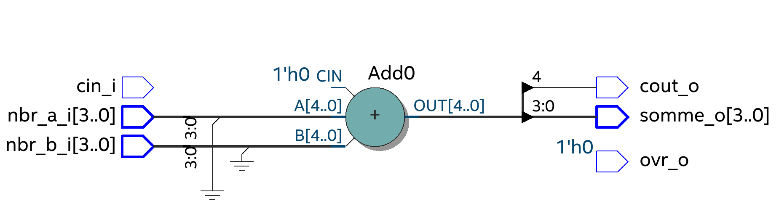 1'h0 CIN Add0
cin_i 4 cout_o
nbr_a_i[3..0] 3:0 A[4..0] + OUT[4..0] 3:0 somme_o[3..0]
nbr_b_i[3..0] 3:0 B[4..0] 1'h0 ovr_o